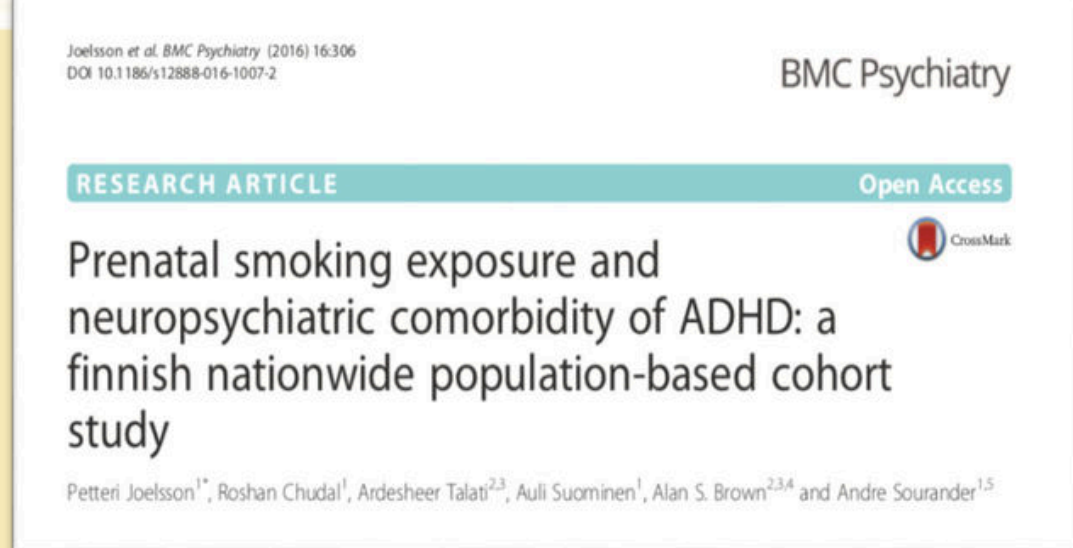 Joelsson et al. BMC Psychiatry (2016) 16:306
DOI 10.1186/s12888-016-1007-2
BMC Psychiatry
RESEARCH ARTICLE
Open Access
CrossMark
Prenatal smoking exposure and
neuropsychiatric comorbidity of ADHD: a
finnish nationwide population-based cohort
study
Petteri Joelsson1*, Roshan Chudal1, Ardesheer Talati2,3, Auli Suominen1, Alan S. Brown2,3,4 and Andre Sourander1,5